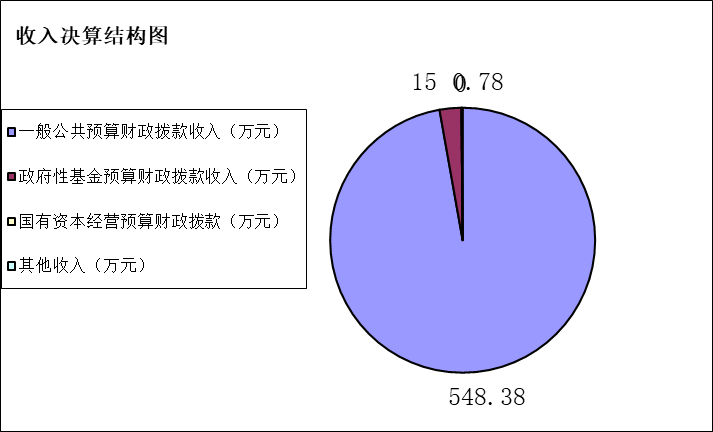 收入决算结构图
15 0 0.78
一般公共预算财政拨款收入（万元）
政府性基金预算财政拨款收入（万元）
国有资本经营预算财政拨款（万元）
其他收入（万元）
548.38